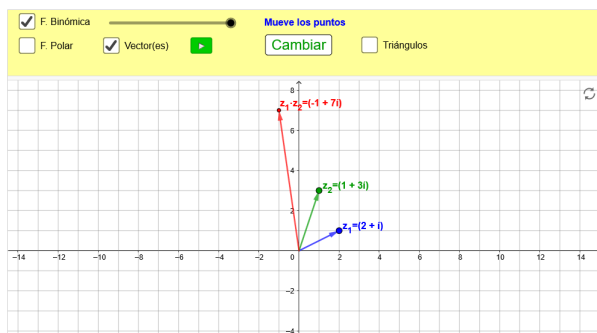 F. Binómica Mueve los puntos
F. Polar Vector(es) Cambiar Triángulos
8
z₁·z₂=(-1 + 7i)
6
4
z₂=(1 + 3i)
2
z₁=(2 + i)
−14 −12 −10 −8 −6 −4 −2 0 2 4 6 8 10 12 14
−2
−4